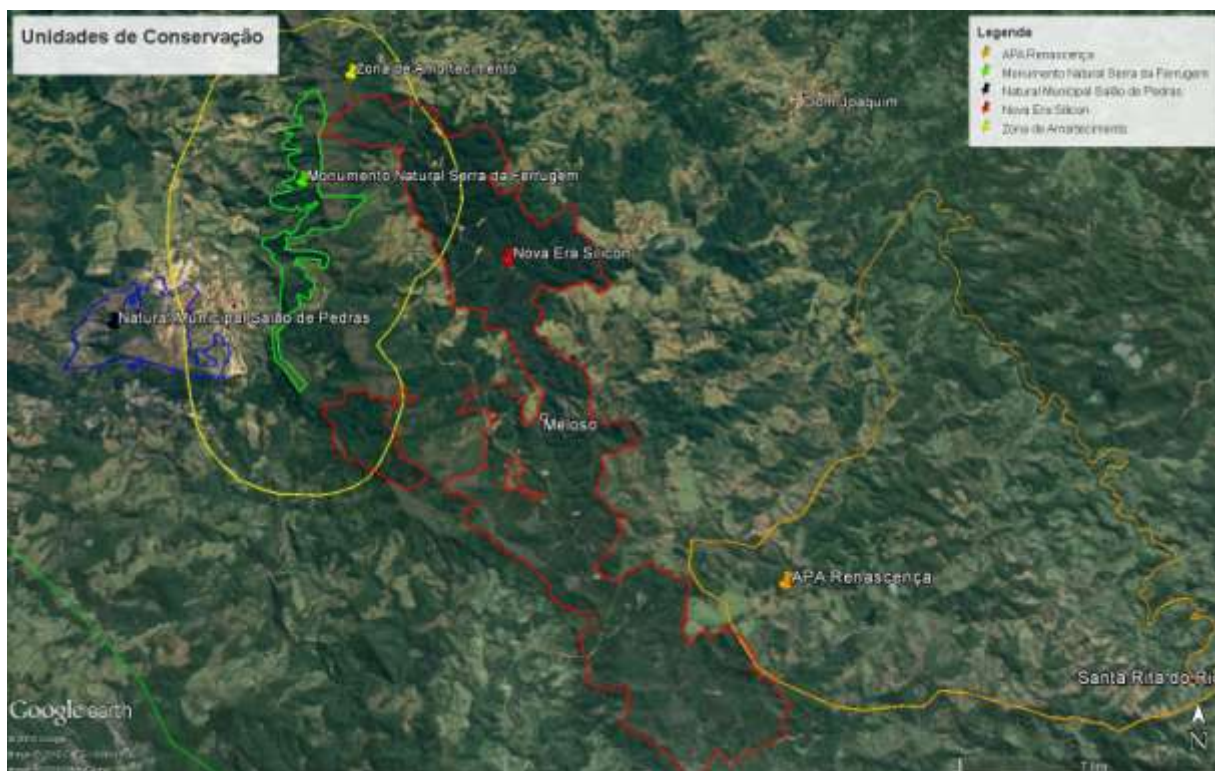 Unidades de Conservação
Legenda
APA Renascença
Monumento Natural Serra da Ferrugem
Natural Municipal Salão de Pedras
Nova Era Silicon
Zona de Amortecimento
Zona de Amortecimento
Dom Joaquim
Monumento Natural Serra da Ferrugem
Nova Era Silicon
Natural Municipal Salão de Pedras
Meloso
APA Renascença
Santa Rita do Ri
Google earth
N